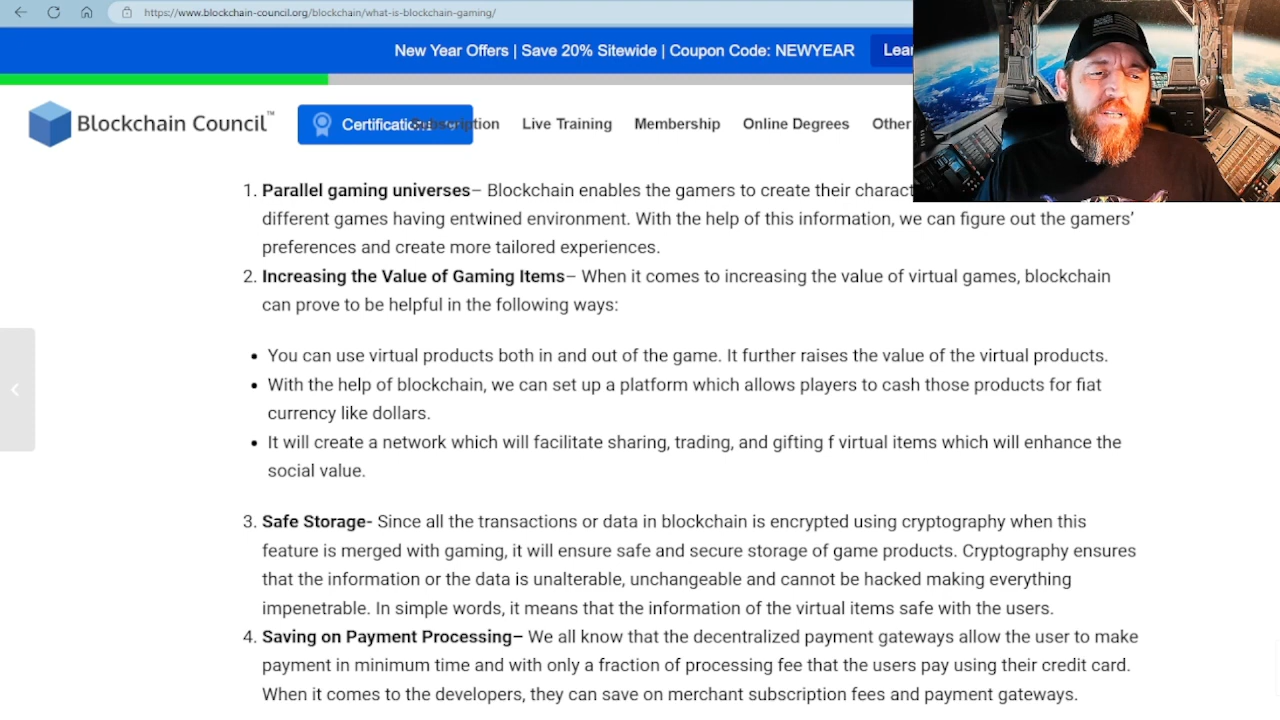 https://www.blockchain-council.org/blockchain/what-is-blockchain-gaming/
New Year Offers | Save 20% Sitewide | Coupon Code: NEWYEAR
Blockchain Council™
Live Training
Membership
Online Degrees
Other
1. Parallel gaming universes– Blockchain enables the gamers to create their
different games having entwined environment. With the help of this information, we can figure out the gamers’
preferences and create more tailored experiences.
2. Increasing the Value of Gaming Items– When it comes to increasing the value of virtual games, blockchain
can prove to be helpful in the following ways:
• You can use virtual products both in and out of the game. It further raises the value of the virtual products.
• With the help of blockchain, we can set up a platform which allows players to cash those products for fiat
currency like dollars.
• It will create a network which will facilitate sharing, trading, and gifting f virtual items which will enhance the
social value.
3. Safe Storage- Since all the transactions or data in blockchain is encrypted using cryptography when this
feature is merged with gaming, it will ensure safe and secure storage of game products. Cryptography ensures
that the information or the data is unalterable, unchangeable and cannot be hacked making everything
impenetrable. In simple words, it means that the information of the virtual items safe with the users.
4. Saving on Payment Processing– We all know that the decentralized payment gateways allow the user to make
payment in minimum time and with only a fraction of processing fee that the users pay using their credit card.
When it comes to the developers, they can save on merchant subscription fees and payment gateways.